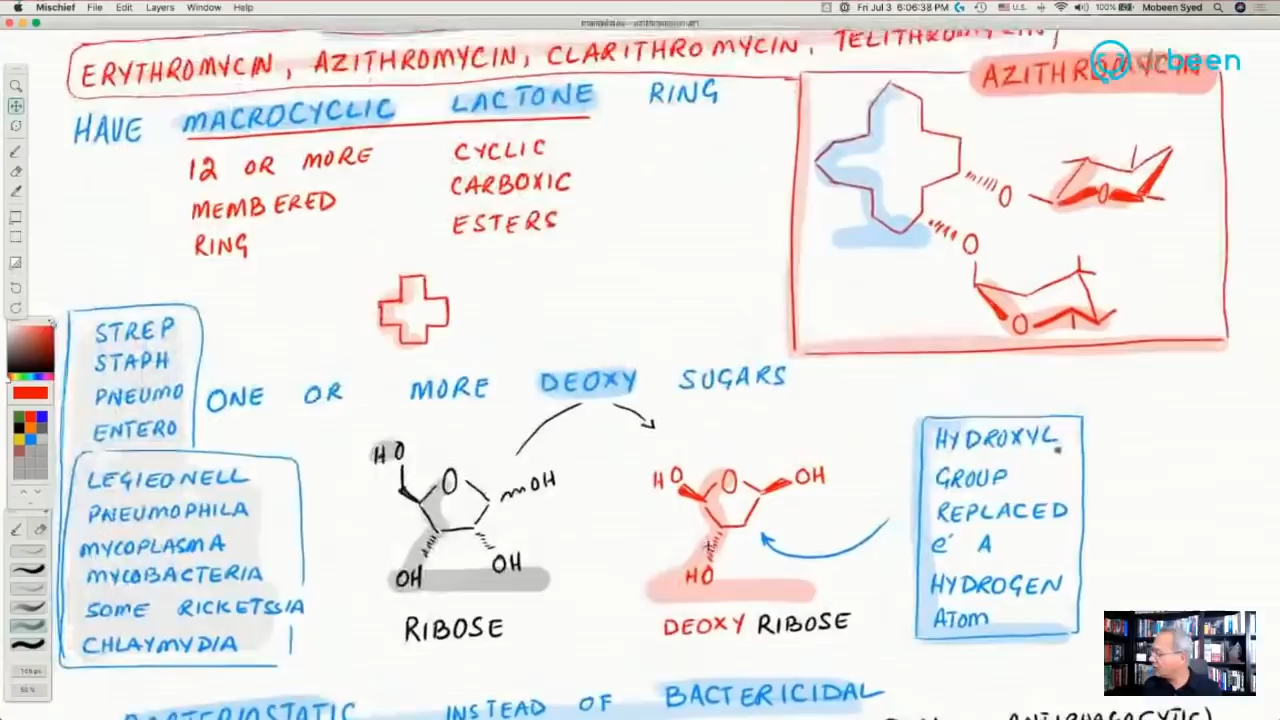 Mischief File Edit Layers Window Help
U.S. 100% Fri Jul 3 6:06:38 PM Mobeen Syed
ERYTHROMYCIN, AZITHROMYCIN, CLARITHROMYCIN, TELITHROMYCIN,
been
AZITHROMYCIN
HAVE MACROCYCLIC LACTONE RING
12 OR MORE
MEMBERED
RING
CYCLIC
CARBOXIC
ESTERS
O
O
O
O
STREP
STAPH
PNEUMO
ENTERO
ONE OR MORE DEOXY SUGARS
LEGIEONELL
PNEUMOPHILA
MYCOPLASMA
MYCOBACTERIA
SOME RICKETSSIA
CHLAYMYDIA
HO
O
OH
OH
OH
RIBOSE
HO
O
OH
HO
DEOXY RIBOSE
HYDROXYL
GROUP
REPLACED
c̄ A
HYDROGEN
ATOM
BACTERIOSTATIC INSTEAD OF BACTERICIDAL